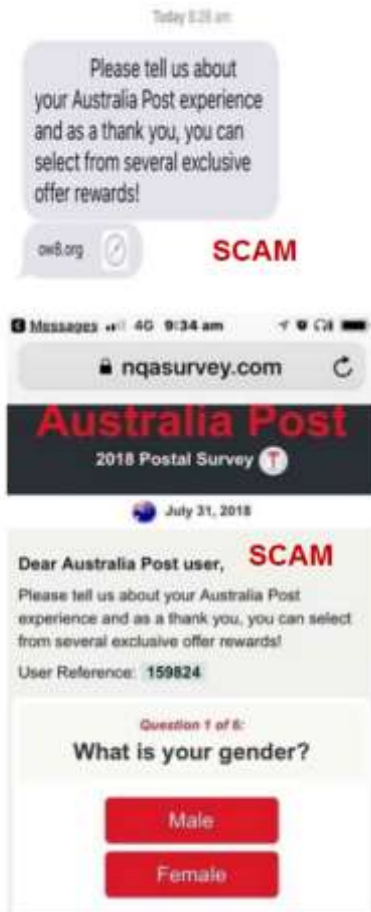 Today 8:28 am
Please tell us about
your Australia Post experience
and as a thank you, you can
select from several exclusive
offer rewards!
ow8.org
SCAM
Messages 4G 9:34 am
nqasurvey.com
Australia Post
2018 Postal Survey
July 31, 2018
Dear Australia Post user,
SCAM
Please tell us about your Australia Post
experience and as a thank you, you can select
from several exclusive offer rewards!
User Reference: 159824
Question 1 of 6:
What is your gender?
Male
Female